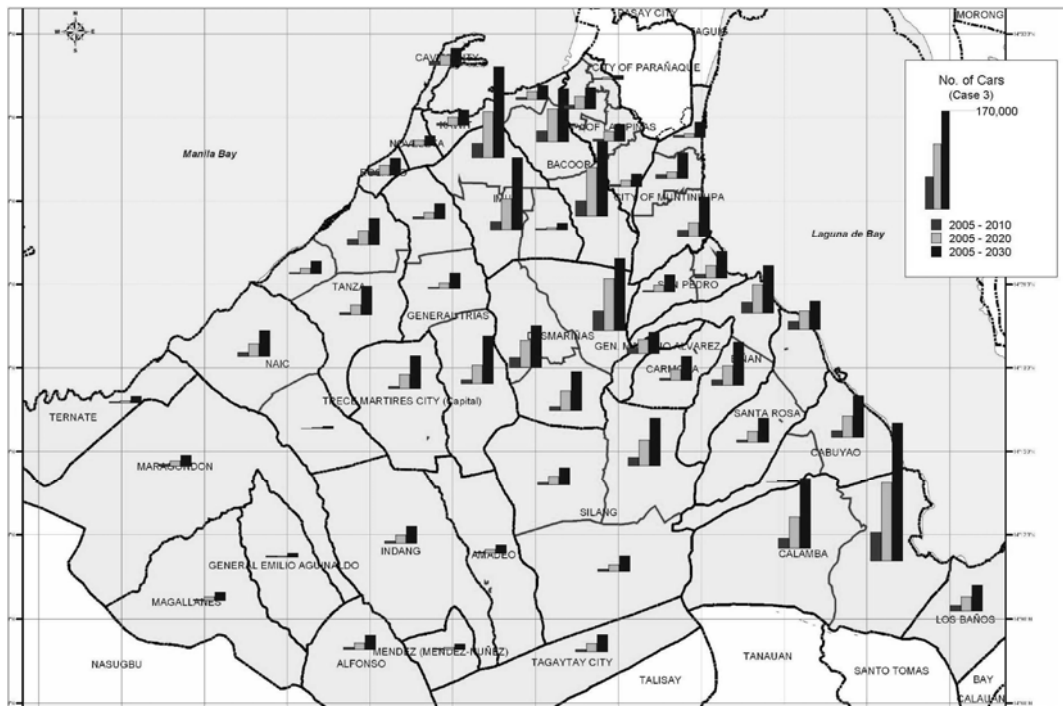 PASAY CITY
MORONG
TAGUIG
CITY OF PARAÑAQUE
No. of Cars
(Case 3)
170,000
2005 - 2010
2005 - 2020
2005 - 2030
Manila Bay
BACOOR
CITY OF MUNTINLUPA
Laguna de Bay
TANZA
SAN PEDRO
GENERAL TRIAS
DASMARIÑAS
NAIC
CARMONA
BIÑAN
TRECE MARTIRES CITY (Capital)
SANTA ROSA
TERNATE
CABUYAO
MARAGONDON
SILANG
INDANG
AMADEO
CALAMBA
GENERAL EMILIO AGUINALDO
MAGALLANES
LOS BAÑOS
MENDEZ (MENDEZ-NUÑEZ)
ALFONSO
TAGAYTAY CITY
NASUGBU
TANAUAN
SANTO TOMAS
TALISAY
BAY
CALAUAN